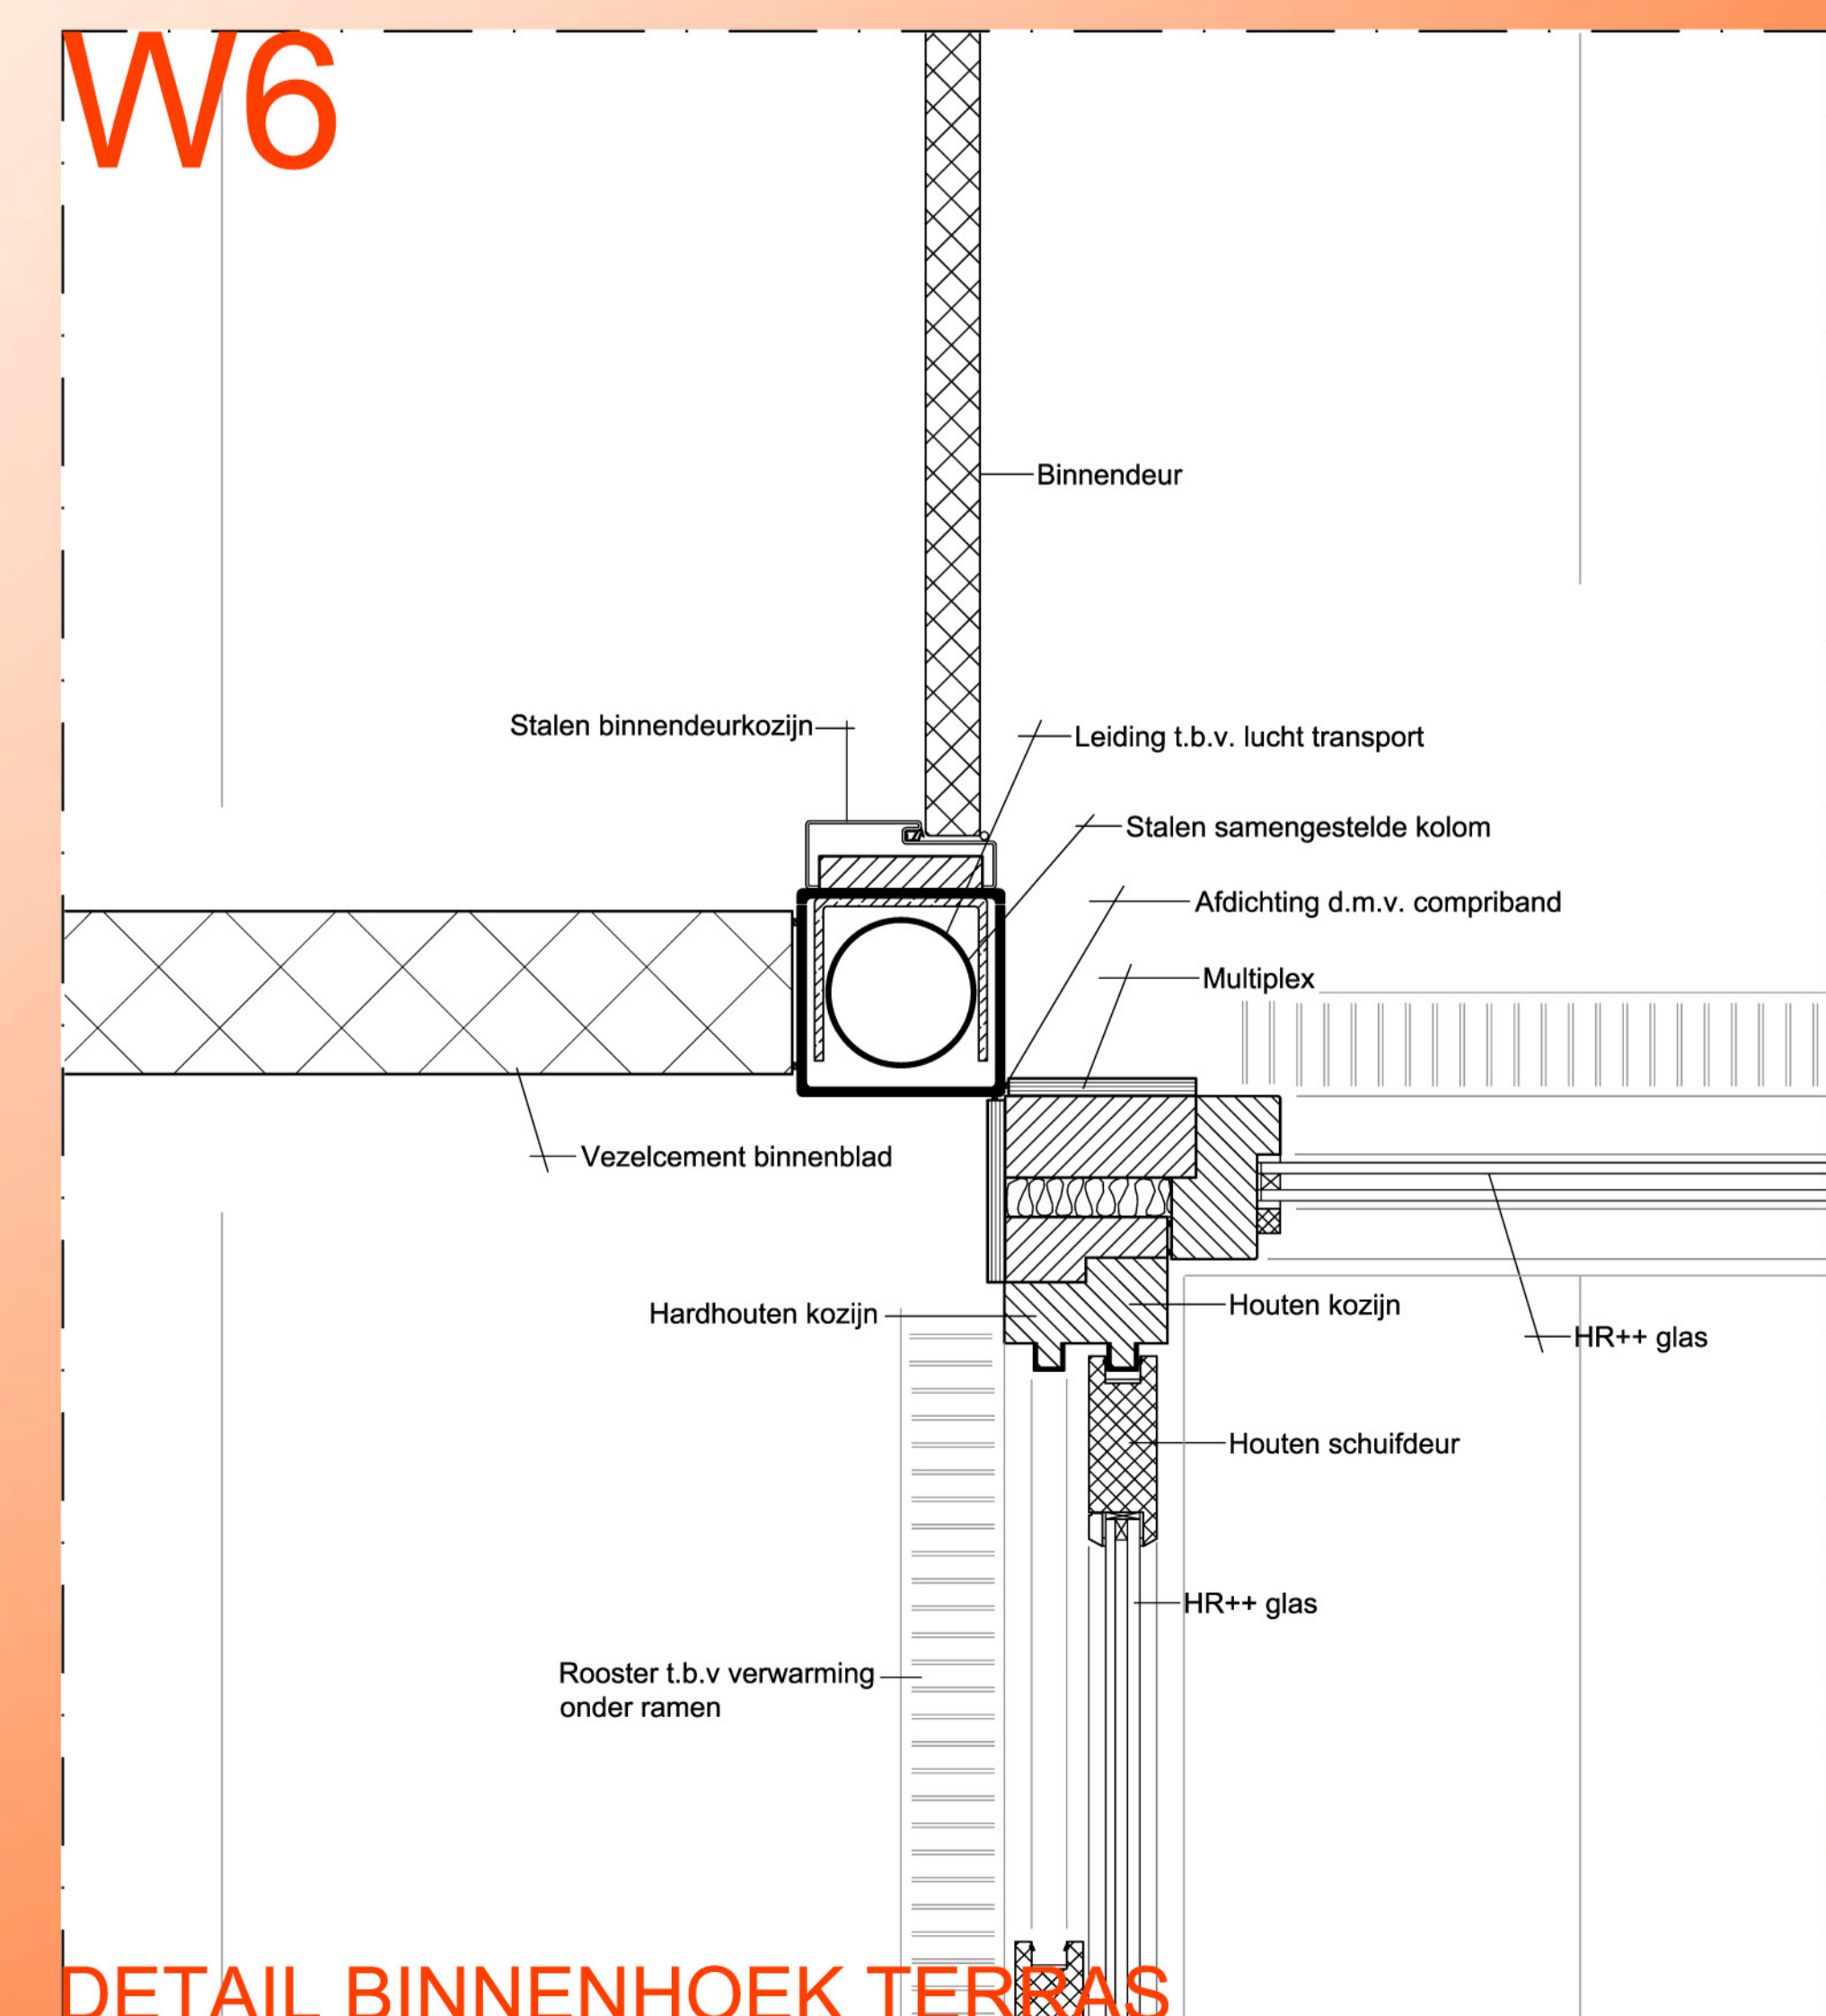 W6
Binnendeur
Stalen binnendeurkozijn
Leiding t.b.v. lucht transport
Stalen samengestelde kolom
Afdichting d.m.v. compriband
Multiplex
Vezelcement binnenblad
Hardhouten kozijn
Houten kozijn
HR++ glas
Houten schuifdeur
HR++ glas
Rooster t.b.v verwarming
onder ramen
DETAIL BINNENHOEK TERRAS